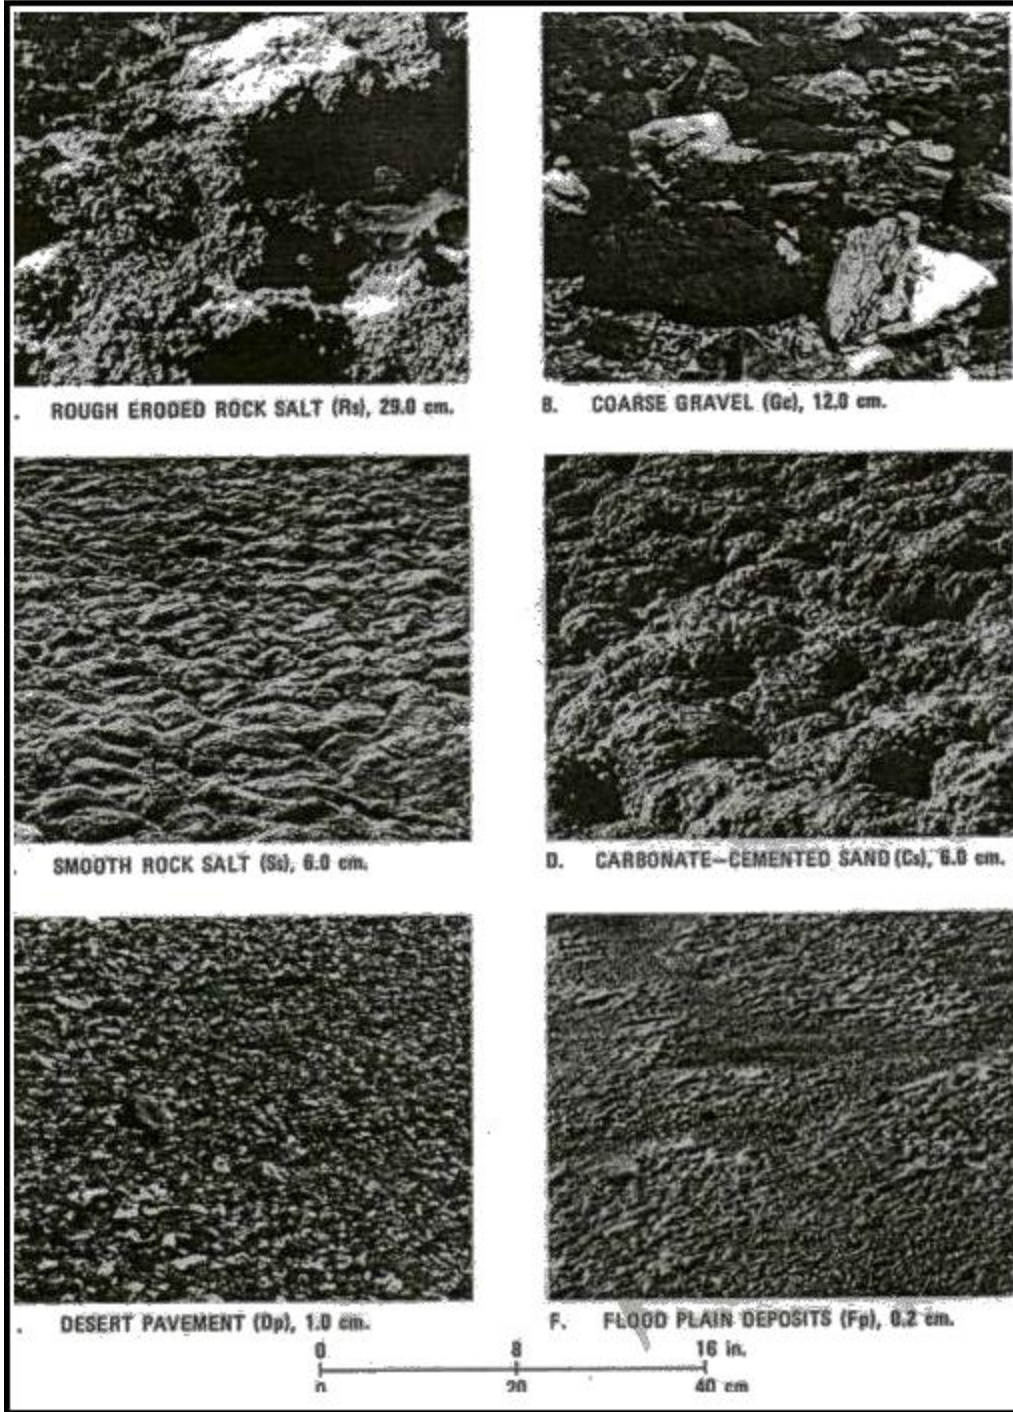 . ROUGH ERODED ROCK SALT (Rs), 29.0 cm.
B. COARSE GRAVEL (Gc), 12.0 cm.
. SMOOTH ROCK SALT (Ss), 6.0 cm.
D. CARBONATE–CEMENTED SAND (Cs), 6.0 cm.
. DESERT PAVEMENT (Dp), 1.0 cm.
F. FLOOD PLAIN DEPOSITS (Fp), 0.2 cm.
0 8 16 in.
0 20 40 cm